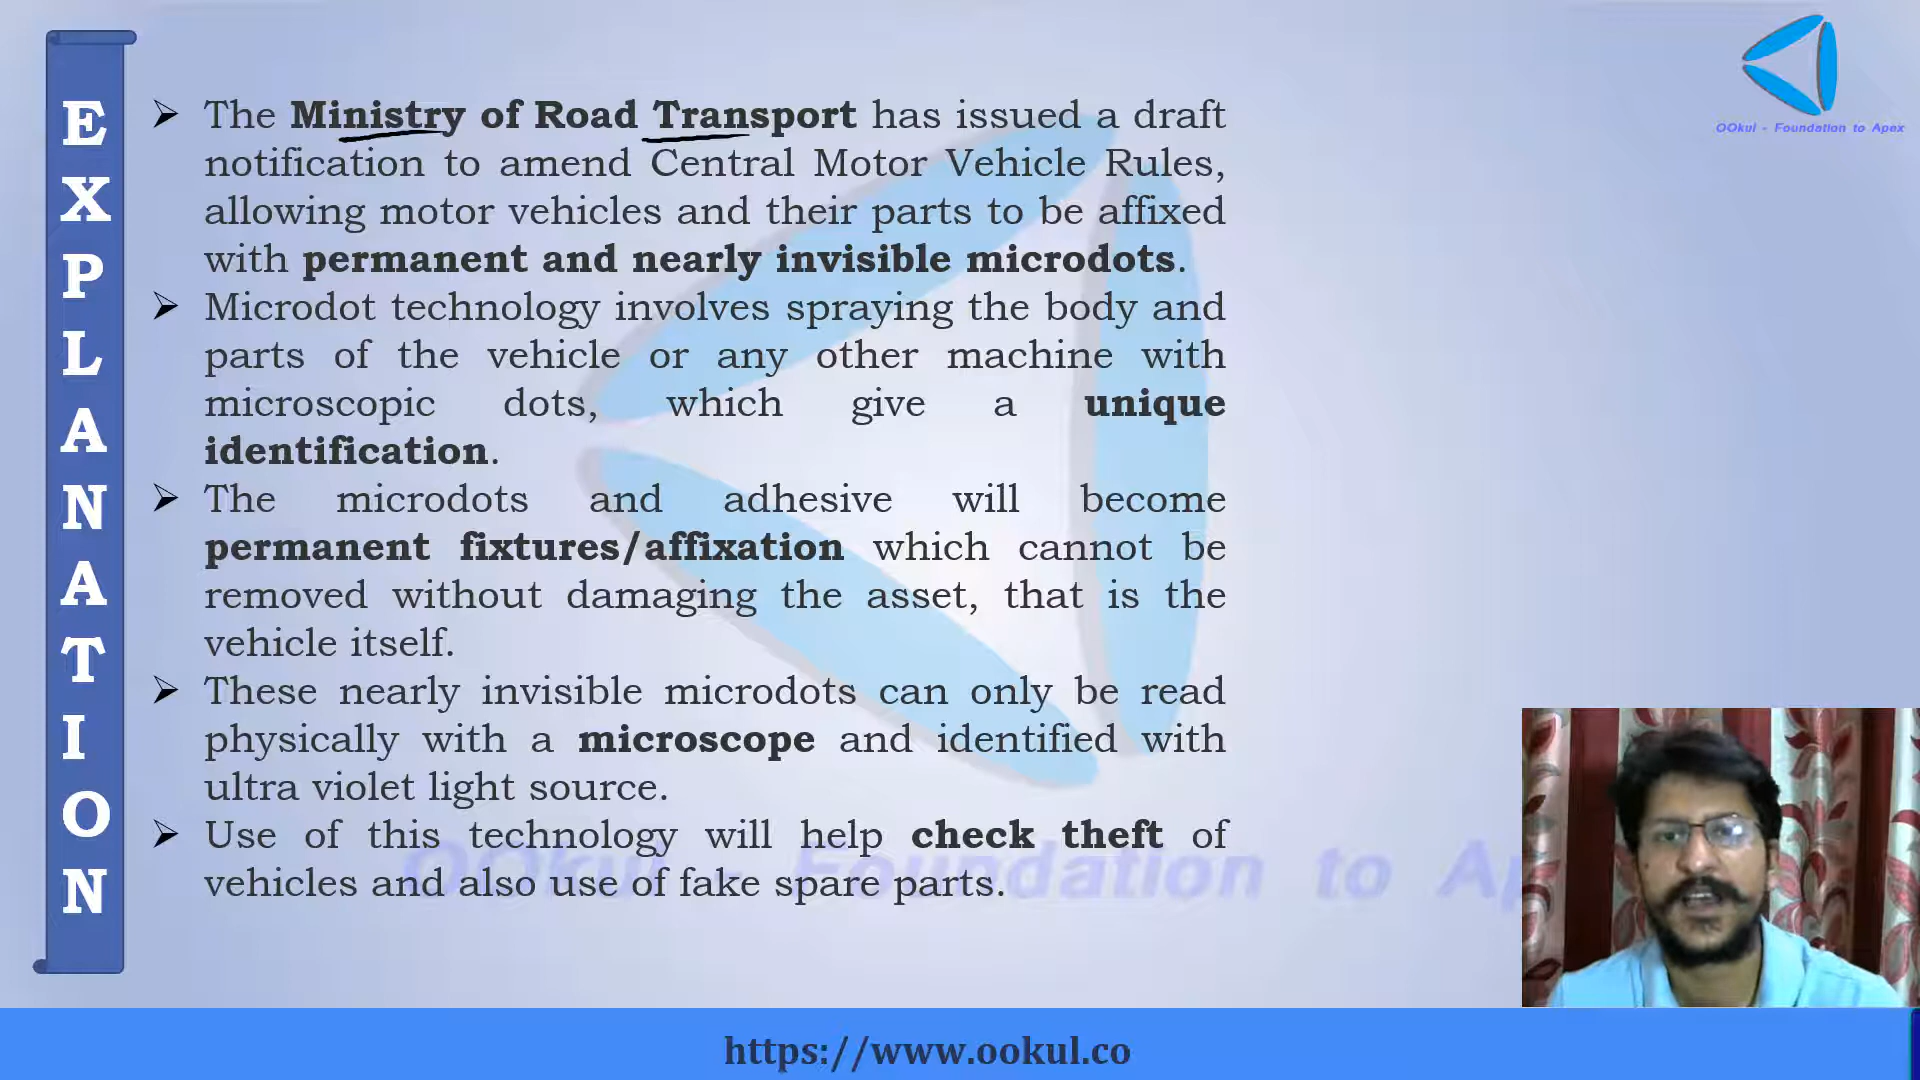 OOkul - Foundation to Apex
EXPLANATION
➢ The Ministry of Road Transport has issued a draft
notification to amend Central Motor Vehicle Rules,
allowing motor vehicles and their parts to be affixed
with permanent and nearly invisible microdots.
➢ Microdot technology involves spraying the body and
parts of the vehicle or any other machine with
microscopic dots, which give a unique
identification.
➢ The microdots and adhesive will become
permanent fixtures/affixation which cannot be
removed without damaging the asset, that is the
vehicle itself.
➢ These nearly invisible microdots can only be read
physically with a microscope and identified with
ultra violet light source.
➢ Use of this technology will help check theft of
vehicles and also use of fake spare parts.
OOkul - Foundation to Ap
https://www.ookul.co